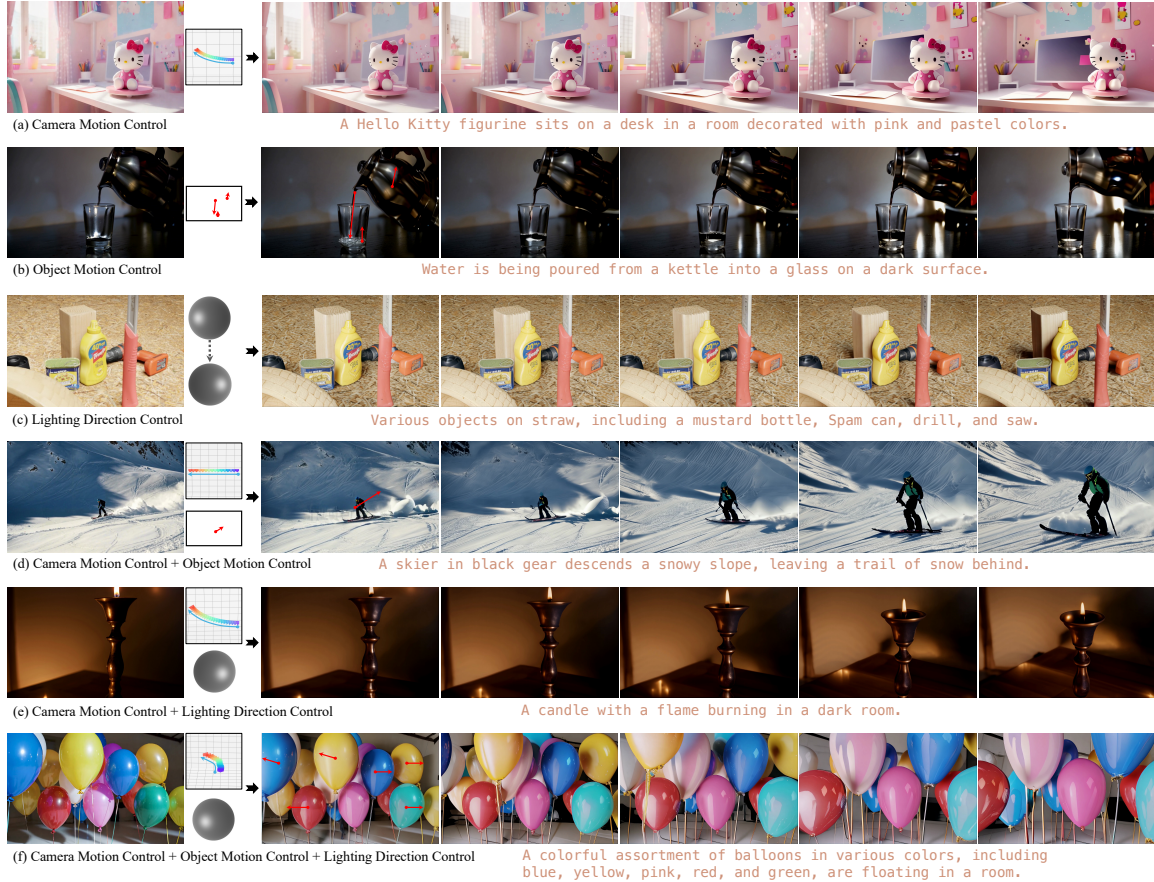 (a) Camera Motion Control
A Hello Kitty figurine sits on a desk in a room decorated with pink and pastel colors.
(b) Object Motion Control
Water is being poured from a kettle into a glass on a dark surface.
(c) Lighting Direction Control
Various objects on straw, including a mustard bottle, Spam can, drill, and saw.
(d) Camera Motion Control + Object Motion Control
A skier in black gear descends a snowy slope, leaving a trail of snow behind.
(e) Camera Motion Control + Lighting Direction Control
A candle with a flame burning in a dark room.
(f) Camera Motion Control + Object Motion Control + Lighting Direction Control
A colorful assortment of balloons in various colors, including
blue, yellow, pink, red, and green, are floating in a room.